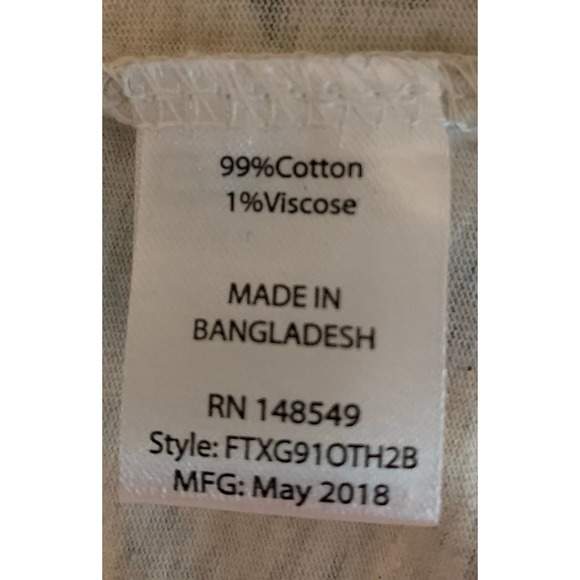 99%Cotton
1%Viscose
MADE IN
BANGLADESH
RN 148549
Style: FTXG91OTH2B
MFG: May 2018